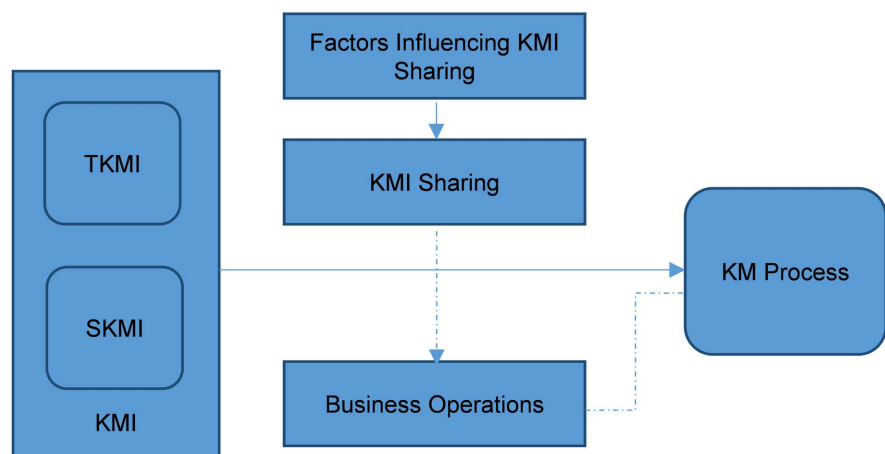 Factors Influencing KMI
Sharing
TKMI
KMI Sharing
KM Process
SKMI
Business Operations
KMI